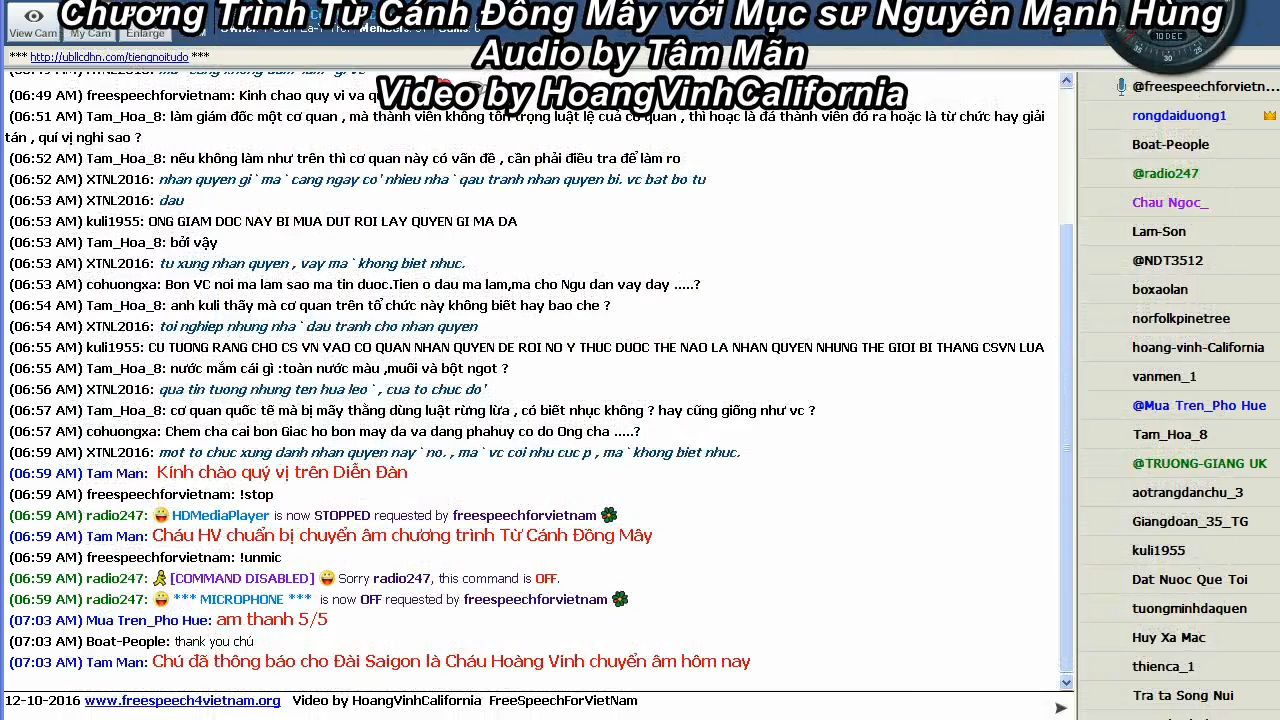 Chương Trình Từ Cánh Đồng Mây với Mục sư Nguyễn Mạnh Hùng
Audio by Tâm Mãn
Video by HoangVinhCalifornia
View Cam My Cam Enlarge
10 DEC
30
*** http://ubllcdhn.com/tiengnoitudo ***
(06:49 AM) freespeechforvietnam: Kinh chao quy vi va q
(06:51 AM) Tam_Hoa_8: làm giám đốc một cơ quan , mà thành viên không tôn trọng luật lệ cuả cơ quan , thì hoặc là đá thành viên đó ra hoặc là từ chức hay giải
tán , quí vị nghỉ sao ?
(06:52 AM) Tam_Hoa_8: nếu không làm như trên thì cơ quan này có vấn đề , cần phải điều tra để làm ro
(06:52 AM) XTNL2016: nhan quyen gi` ma` cang ngay co' nhieu nha` qau tranh nhan quyen bi. vc bat bo tu
(06:53 AM) XTNL2016: dau
(06:53 AM) kuli1955: ONG GIAM DOC NAY BI MUA DUT ROI LAY QUYEN GI MA DA
(06:53 AM) Tam_Hoa_8: bởi vậy
(06:53 AM) XTNL2016: tu xung nhan quyen , vay ma` khong biet nhuc.
(06:53 AM) cohuongxa: Bon VC noi ma lam sao ma tin duoc.Tien o dau ma lam,ma cho Ngu dan vay day .....?
(06:54 AM) Tam_Hoa_8: anh kuli thấy mà cơ quan trên tổ chức này không biết hay bao che ?
(06:54 AM) XTNL2016: toi nghiep nhung nha` dau tranh cho nhan quyen
(06:55 AM) kuli1955: CU TUONG RANG CHO CS VN VAO CO QUAN NHAN QUYEN DE ROI NO Y THUC DUOC THE NAO LA NHAN QUYEN NHUNG THE GIOI BI THANG CSVN LUA
(06:55 AM) Tam_Hoa_8: nước mắm cái gì :toàn nước màu ,muối và bột ngot ?
(06:56 AM) XTNL2016: qua tin tuong nhung ten hua leo` , cua to chuc do'
(06:57 AM) Tam_Hoa_8: cơ quan quốc tế mà bị mấy thằng dùng luật rừng lừa , có biết nhục không ? hay cũng giống như vc ?
(06:57 AM) cohuongxa: Chem cha cai bon Giac ho bon may da va dang phahuy co do Ong cha .....?
(06:59 AM) XTNL2016: mot to chuc xung danh nhan quyen nay` no. , ma` vc coi nhu cuc p , ma` khong biet nhuc.
(06:59 AM) Tam Man: Kính chào quý vị trên Diễn Đàn
(06:59 AM) freespeechforvietnam: !stop
(06:59 AM) radio247: HDMediaPlayer is now STOPPED requested by freespeechforvietnam
(06:59 AM) Tam Man: Cháu HV chuẩn bị chuyển âm chương trình Từ Cánh Đồng Mây
(06:59 AM) freespeechforvietnam: !unmic
(06:59 AM) radio247: [COMMAND DISABLED] Sorry radio247, this command is OFF.
(06:59 AM) radio247: *** MICROPHONE *** is now OFF requested by freespeechforvietnam
(07:03 AM) Mua Tren_Pho Hue: am thanh 5/5
(07:03 AM) Boat-People: thank you chú
(07:03 AM) Tam Man: Chú đã thông báo cho Đài Saigon là Cháu Hoàng Vinh chuyển âm hôm nay
12-10-2016 www.freespeech4vietnam.org Video by HoangVinhCalifornia FreeSpeechForVietNam
@freespeechforvietn...
rongdaiduong1
Boat-People
@radio247
Chau Ngoc_
Lam-Son
@NDT3512
boxaolan
norfolkpinetree
hoang-vinh-California
vanmen_1
@Mua Tren_Pho Hue
Tam_Hoa_8
@TRUONG-GIANG UK
aotrangdanchu_3
Giangdoan_35_TG
kuli1955
Dat Nuoc Que Toi
tuongminhdaquen
Huy Xa Mac
thienca_1
Tra ta Song Nui